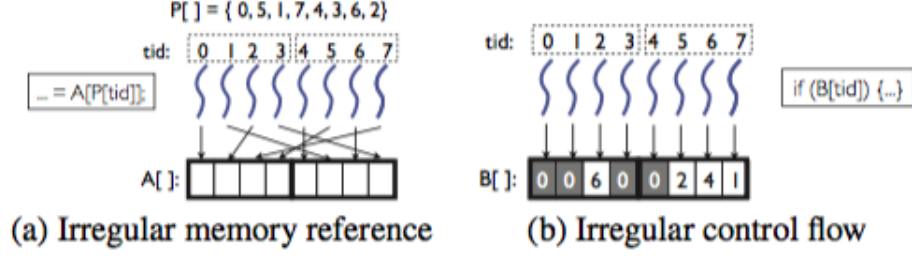 P[ ] = { 0, 5, 1, 7, 4, 3, 6, 2}
tid: 0 1 2 3 4 5 6 7
... = A[P[tid]];
A[ ]:
(a) Irregular memory reference
tid: 0 1 2 3 4 5 6 7
if (B[tid]) {...}
B[ ]: 0 0 6 0 0 2 4 1
(b) Irregular control flow